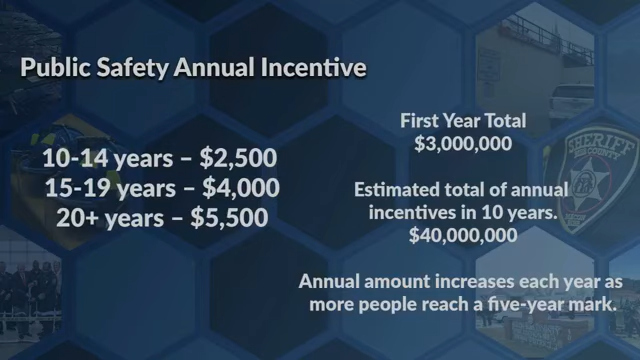 Public Safety Annual Incentive
10-14 years – $2,500
15-19 years – $4,000
20+ years – $5,500
First Year Total
$3,000,000
Estimated total of annual
incentives in 10 years.
$40,000,000
Annual amount increases each year as
more people reach a five-year mark.
SHERIFF
COUNTY